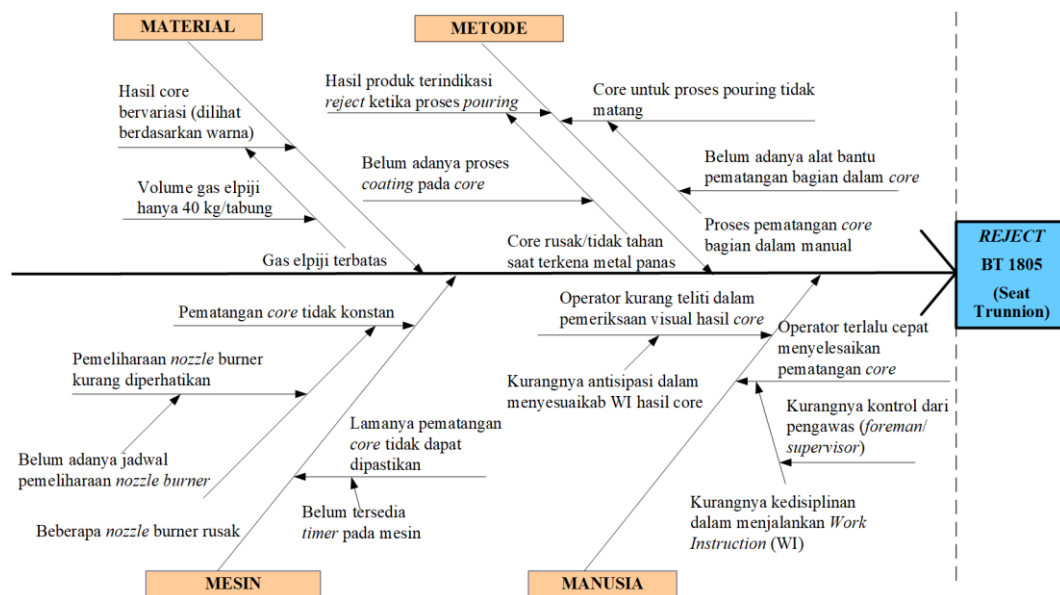 MATERIAL
METODE
Hasil core
bervariasi (dilihat
berdasarkan warna)
Volume gas elpiji
hanya 40 kg/tabung
Gas elpiji terbatas
Hasil produk terindikasi
reject ketika proses pouring
Belum adanya proses
coating pada core
Core rusak/tidak tahan
saat terkena metal panas
Core untuk proses pouring tidak
matang
Belum adanya alat bantu
pematangan bagian dalam core
Proses pematangan core
bagian dalam manual
REJECT
BT 1805
(Seat
Trunnion)
Pematangan core tidak konstan
Pemeliharaan nozzle burner
kurang diperhatikan
Belum adanya jadwal
pemeliharaan nozzle burner
Beberapa nozzle burner rusak
Lamanya pematangan
core tidak dapat
dipastikan
Belum tersedia
timer pada mesin
Operator kurang teliti dalam
pemeriksaan visual hasil core
Kurangnya antisipasi dalam
menyesuaikab WI hasil core
Operator terlalu cepat
menyelesaikan
pematangan core
Kurangnya kontrol dari
pengawas (foreman/
supervisor)
Kurangnya kedisiplinan
dalam menjalankan Work
Instruction (WI)
MESIN
MANUSIA